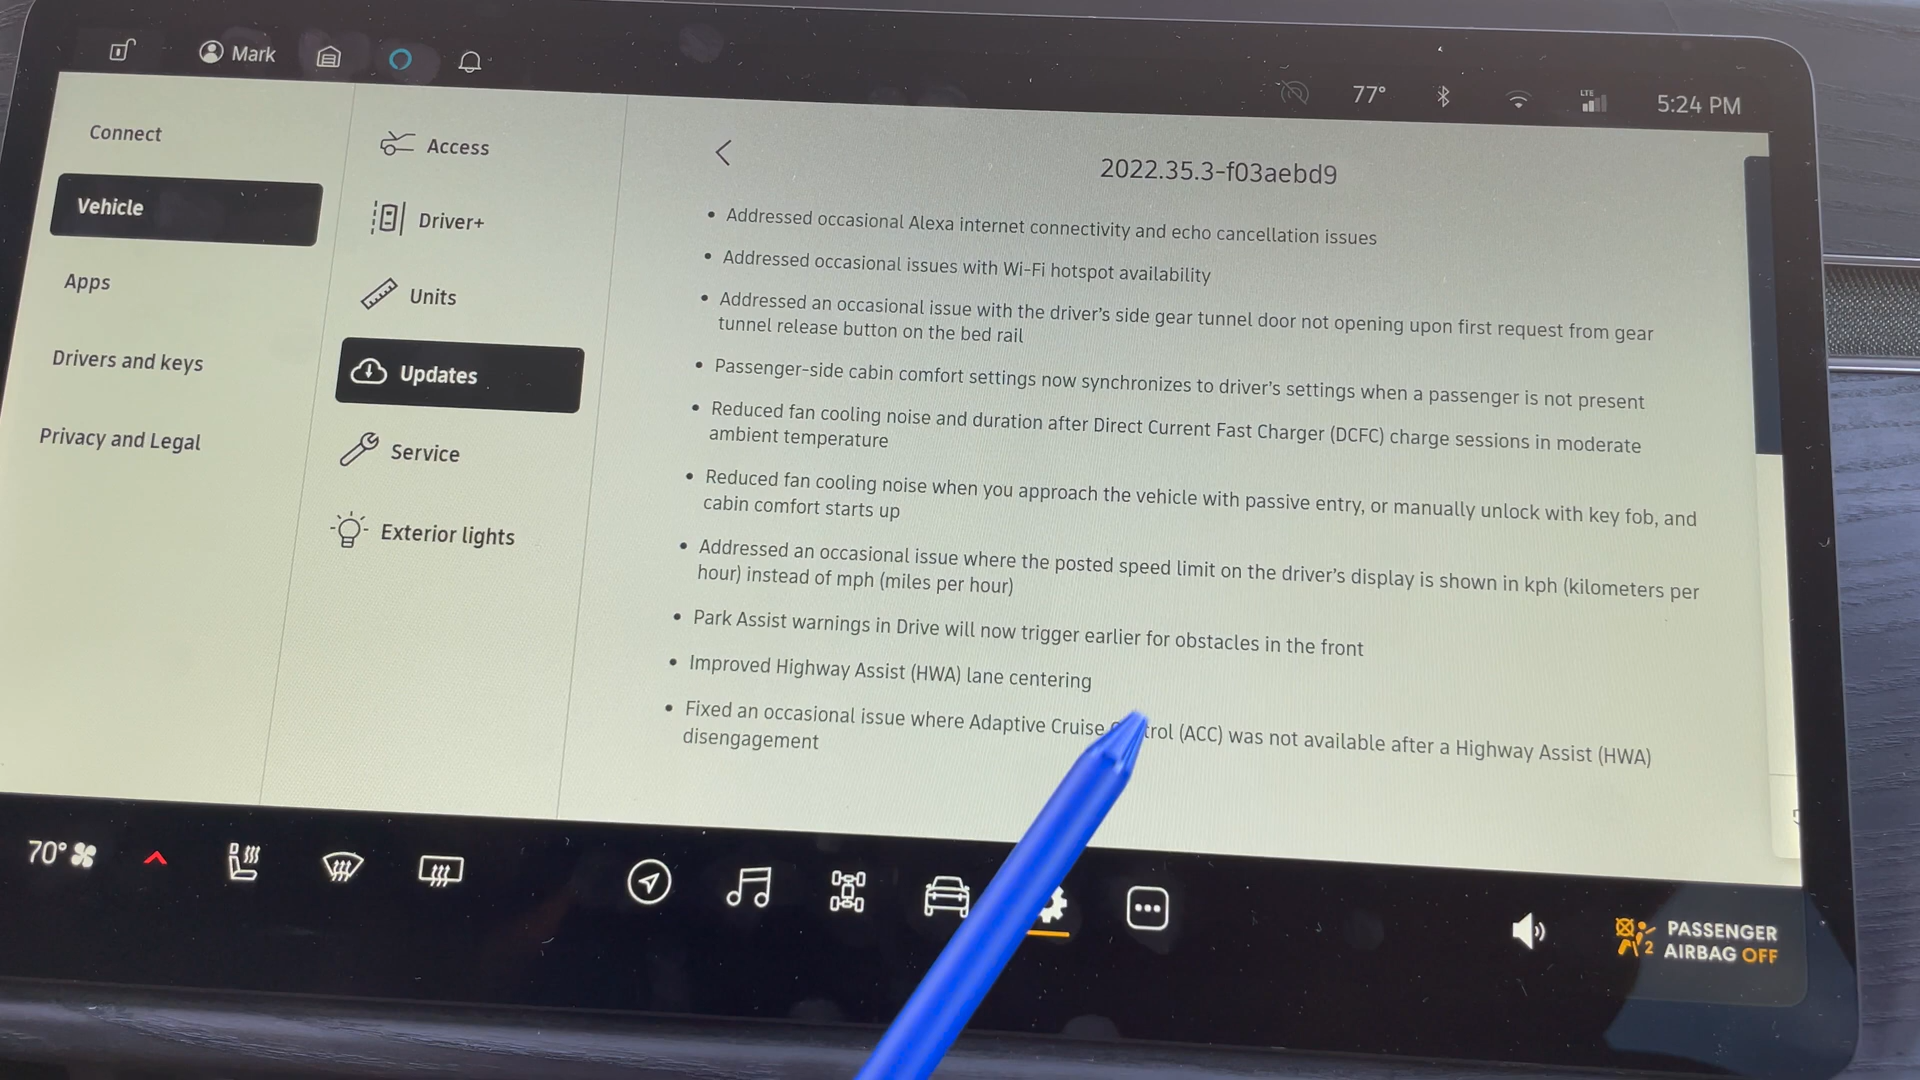 Mark
77°
LTE
5:24 PM
Connect
Vehicle
Apps
Drivers and keys
Privacy and Legal
Access
Driver+
Units
Updates
Service
Exterior lights
2022.35.3-f03aebd9
• Addressed occasional Alexa internet connectivity and echo cancellation issues
• Addressed occasional issues with Wi-Fi hotspot availability
• Addressed an occasional issue with the driver's side gear tunnel door not opening upon first request from gear
tunnel release button on the bed rail
• Passenger-side cabin comfort settings now synchronizes to driver's settings when a passenger is not present
• Reduced fan cooling noise and duration after Direct Current Fast Charger (DCFC) charge sessions in moderate
ambient temperature
• Reduced fan cooling noise when you approach the vehicle with passive entry, or manually unlock with key fob, and
cabin comfort starts up
• Addressed an occasional issue where the posted speed limit on the driver's display is shown in kph (kilometers per
hour) instead of mph (miles per hour)
• Park Assist warnings in Drive will now trigger earlier for obstacles in the front
• Improved Highway Assist (HWA) lane centering
• Fixed an occasional issue where Adaptive Cruise trol (ACC) was not available after a Highway Assist (HWA)
disengagement
70°
2
PASSENGER
AIRBAG OFF